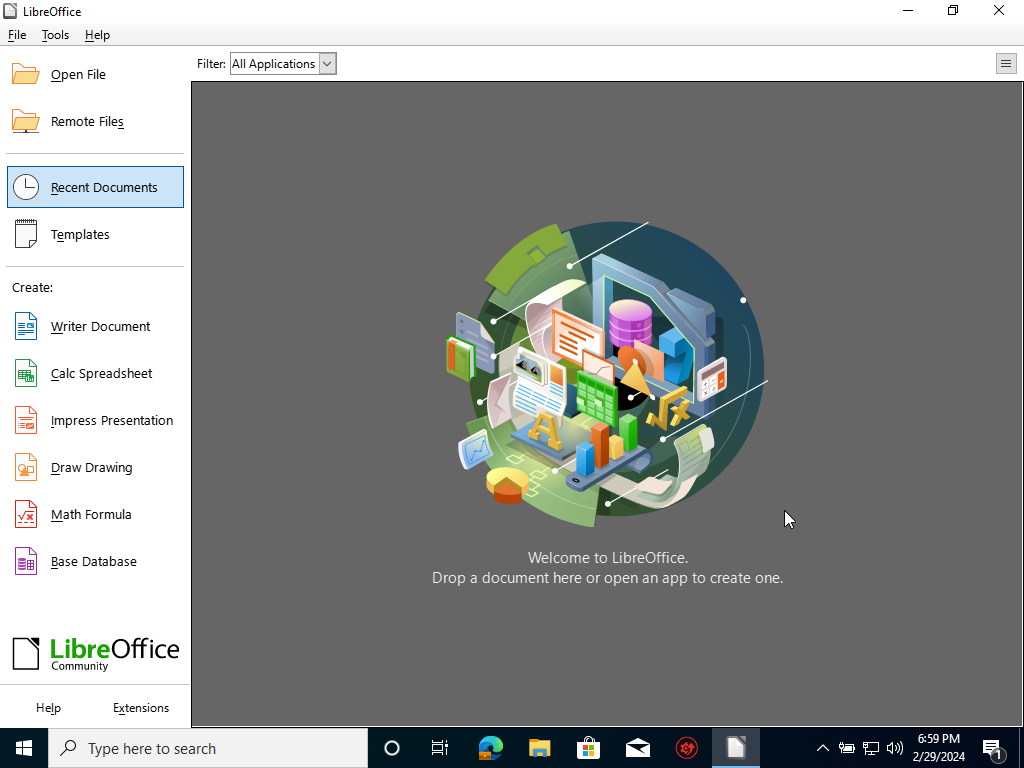 LibreOffice
File Tools Help
Open File
Remote Files
Recent Documents
Templates
Create:
Writer Document
Calc Spreadsheet
Impress Presentation
Draw Drawing
Math Formula
Base Database
LibreOffice
Community
Help Extensions
Filter: All Applications
A
Welcome to LibreOffice.
Drop a document here or open an app to create one.
Type here to search
6:59 PM
2/29/2024
1